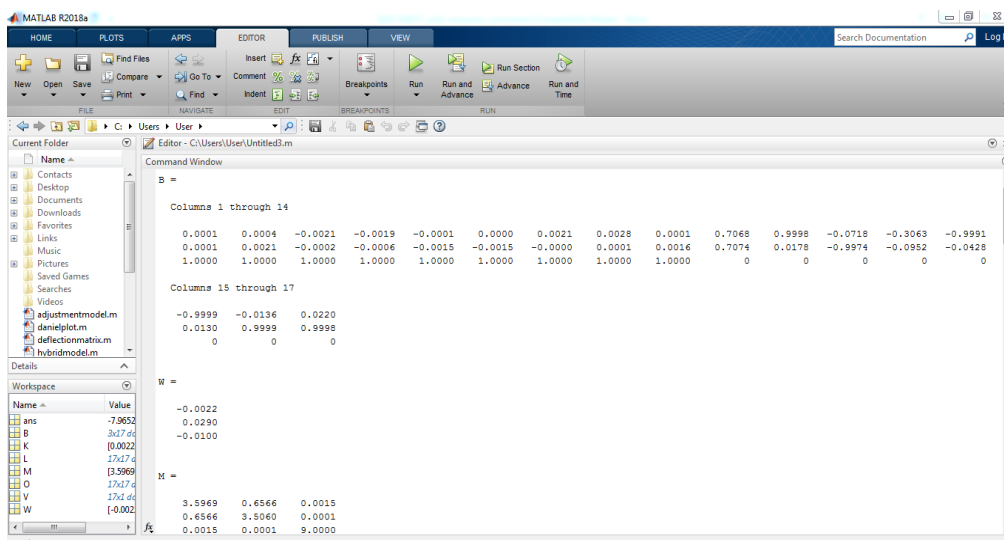 MATLAB R2018a
HOME PLOTS APPS EDITOR PUBLISH VIEW Search Documentation
New Open Save Find Files Compare Print
Go To Find
Insert fx Comment Indent
Breakpoints
Run Run and Advance Run Section Advance Run and Time
FILE NAVIGATE EDIT BREAKPOINTS RUN
C: Users User
Current Folder
Name
Contacts
Desktop
Documents
Downloads
Favorites
Links
Music
Pictures
Saved Games
Searches
Videos
adjustmentmodel.m
danielplot.m
deflectionmatrix.m
hybridmodel.m
Details
Workspace
Name Value
ans -7.9652
B 3x17 do
K [0.0022
L 17x17 d
M [3.5969
O 17x17 d
V 17x1 do
W [-0.002
Editor - C:\Users\User\Untitled3.m
Command Window
B =
Columns 1 through 14
0.0001 0.0004 -0.0021 -0.0019 -0.0001 0.0000 0.0021 0.0028 0.0001 0.7068 0.9998 -0.0718 -0.3063 -0.9991
0.0001 0.0021 -0.0002 -0.0006 -0.0015 -0.0015 -0.0000 0.0001 0.0016 0.7074 0.0178 -0.9974 -0.0952 -0.0428
1.0000 1.0000 1.0000 1.0000 1.0000 1.0000 1.0000 1.0000 1.0000 0 0 0 0 0
Columns 15 through 17
-0.9999 -0.0136 0.0220
0.0130 0.9999 0.9998
0 0 0
W =
-0.0022
0.0290
-0.0100
M =
3.5969 0.6566 0.0015
0.6566 3.5060 0.0001
0.0015 0.0001 9.0000
fx